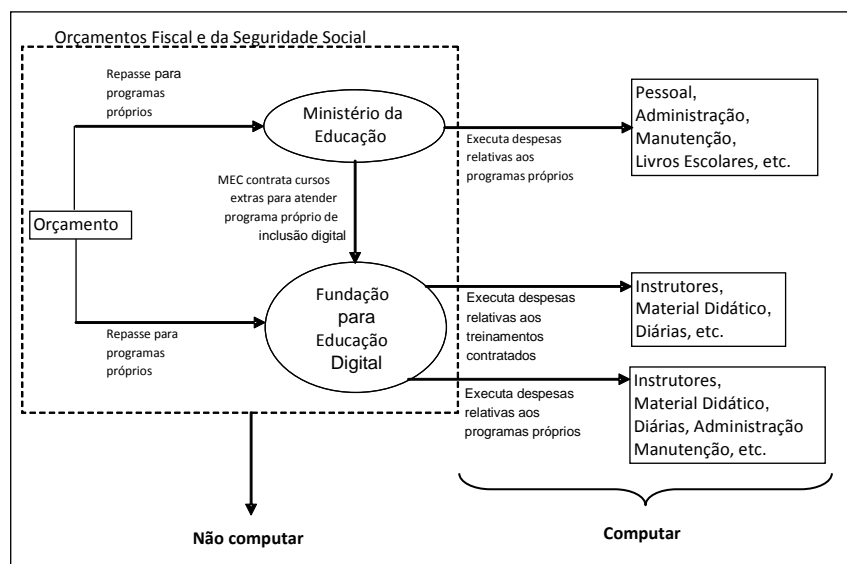 Orçamentos Fiscal e da Seguridade Social
Repasse para
programas
próprios
Ministério da
Educação
Executa despesas
relativas aos
programas próprios
Pessoal,
Administração,
Manutenção,
Livros Escolares, etc.
MEC contrata cursos
extras para atender
programa próprio de
inclusão digital
Orçamento
Repasse para
programas
próprios
Fundação
para
Educação
Digital
Executa despesas
relativas aos
treinamentos
contratados
Instrutores,
Material Didático,
Diárias, etc.
Executa despesas
relativas aos
programas próprios
Instrutores,
Material Didático,
Diárias, Administração
Manutenção, etc.
Não computar
Computar